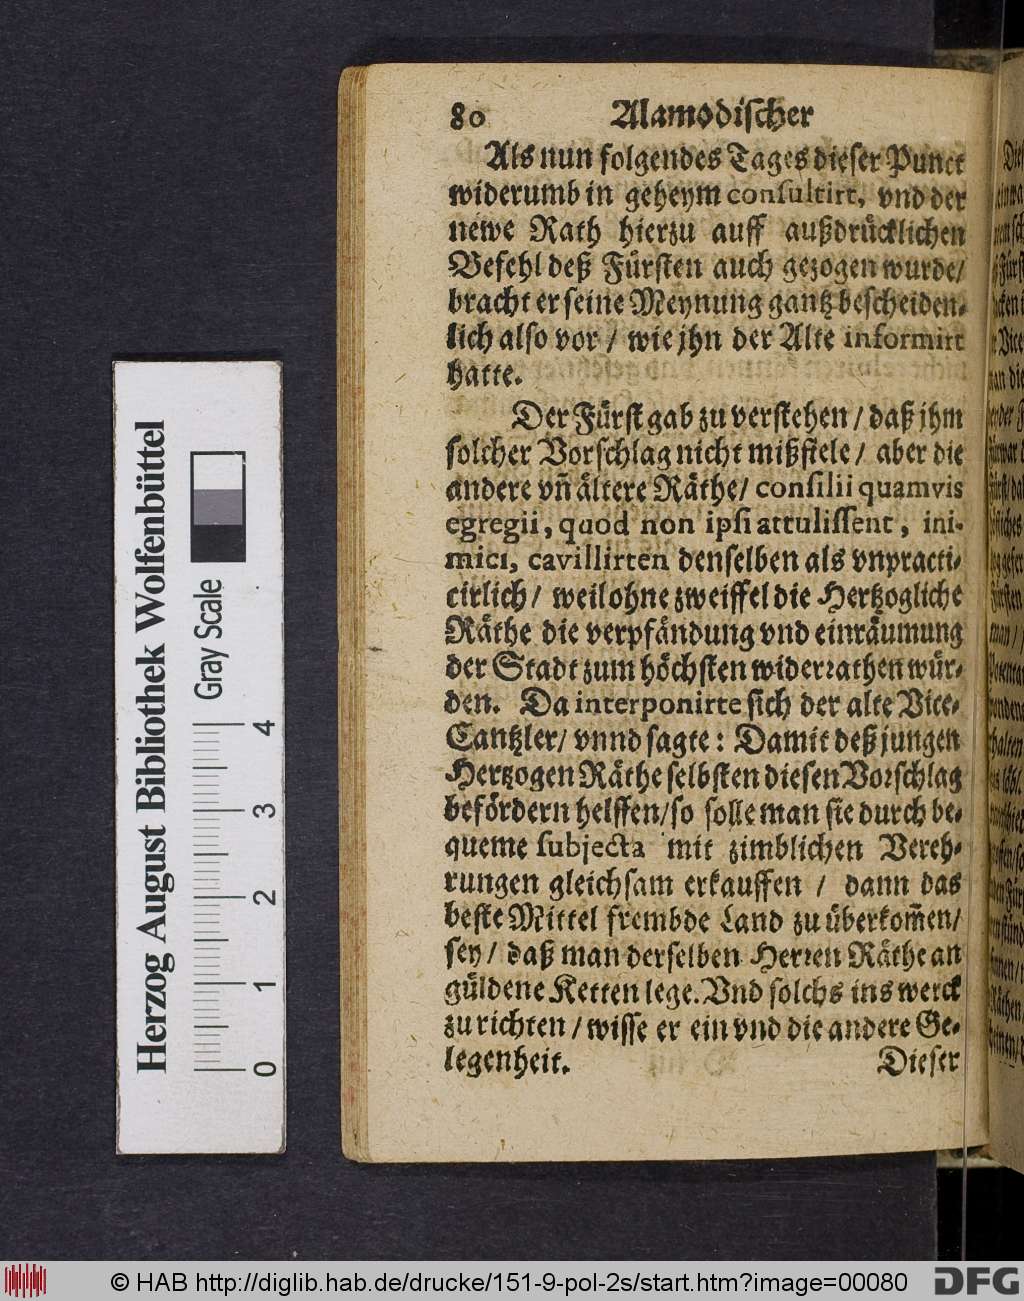 80 Alamodischer
Als nun folgendes Tages dieser Punct
widerumb in geheym consultirt, vnd der
newe Rath hierzu auff außdrücklichen
Befehl deß Fürsten auch gezogen wurde/
bracht er seine Meynung gantz bescheiden-
lich also vor / wie jhn der Alte informirt
hatte.
Der Fürst gab zu verstehen / daß jhm
solcher Vorschlag nicht mißfiele / aber die
andere vñ ältere Räthe/ consilii quamvis
egregii, quod non ipsi attulissent, ini-
mici, cavillirten denselben als vnpracti-
cirlich / weil ohne zweiffel die Hertzogliche
Räthe die verpfändung vnd einräumung
der Stadt zum höchsten widerrathen wür-
den. Da interponirte sich der alte Vice-
Cantzler/ vnnd sagte: Damit deß jungen
Hertzogen Räthe selbsten diesen Vorschlag
befördern helffen/so solle man sie durch be-
queme subjecta mit zimblichen Vereh-
rungen gleichsam erkauffen / dann das
beste Mittel frembde Land zu überkom̄en/
sey / daß man derselben Herren Räthe an
güldene Ketten lege. Vnd solchs ins werck
zu richten / wisse er ein vnd die andere Ge-
legenheit. Dieser
Herzog August Bibliothek Wolfenbüttel
Gray Scale
0 1 2 3 4
© HAB http://diglib.hab.de/drucke/151-9-pol-2s/start.htm?image=00080
DFG